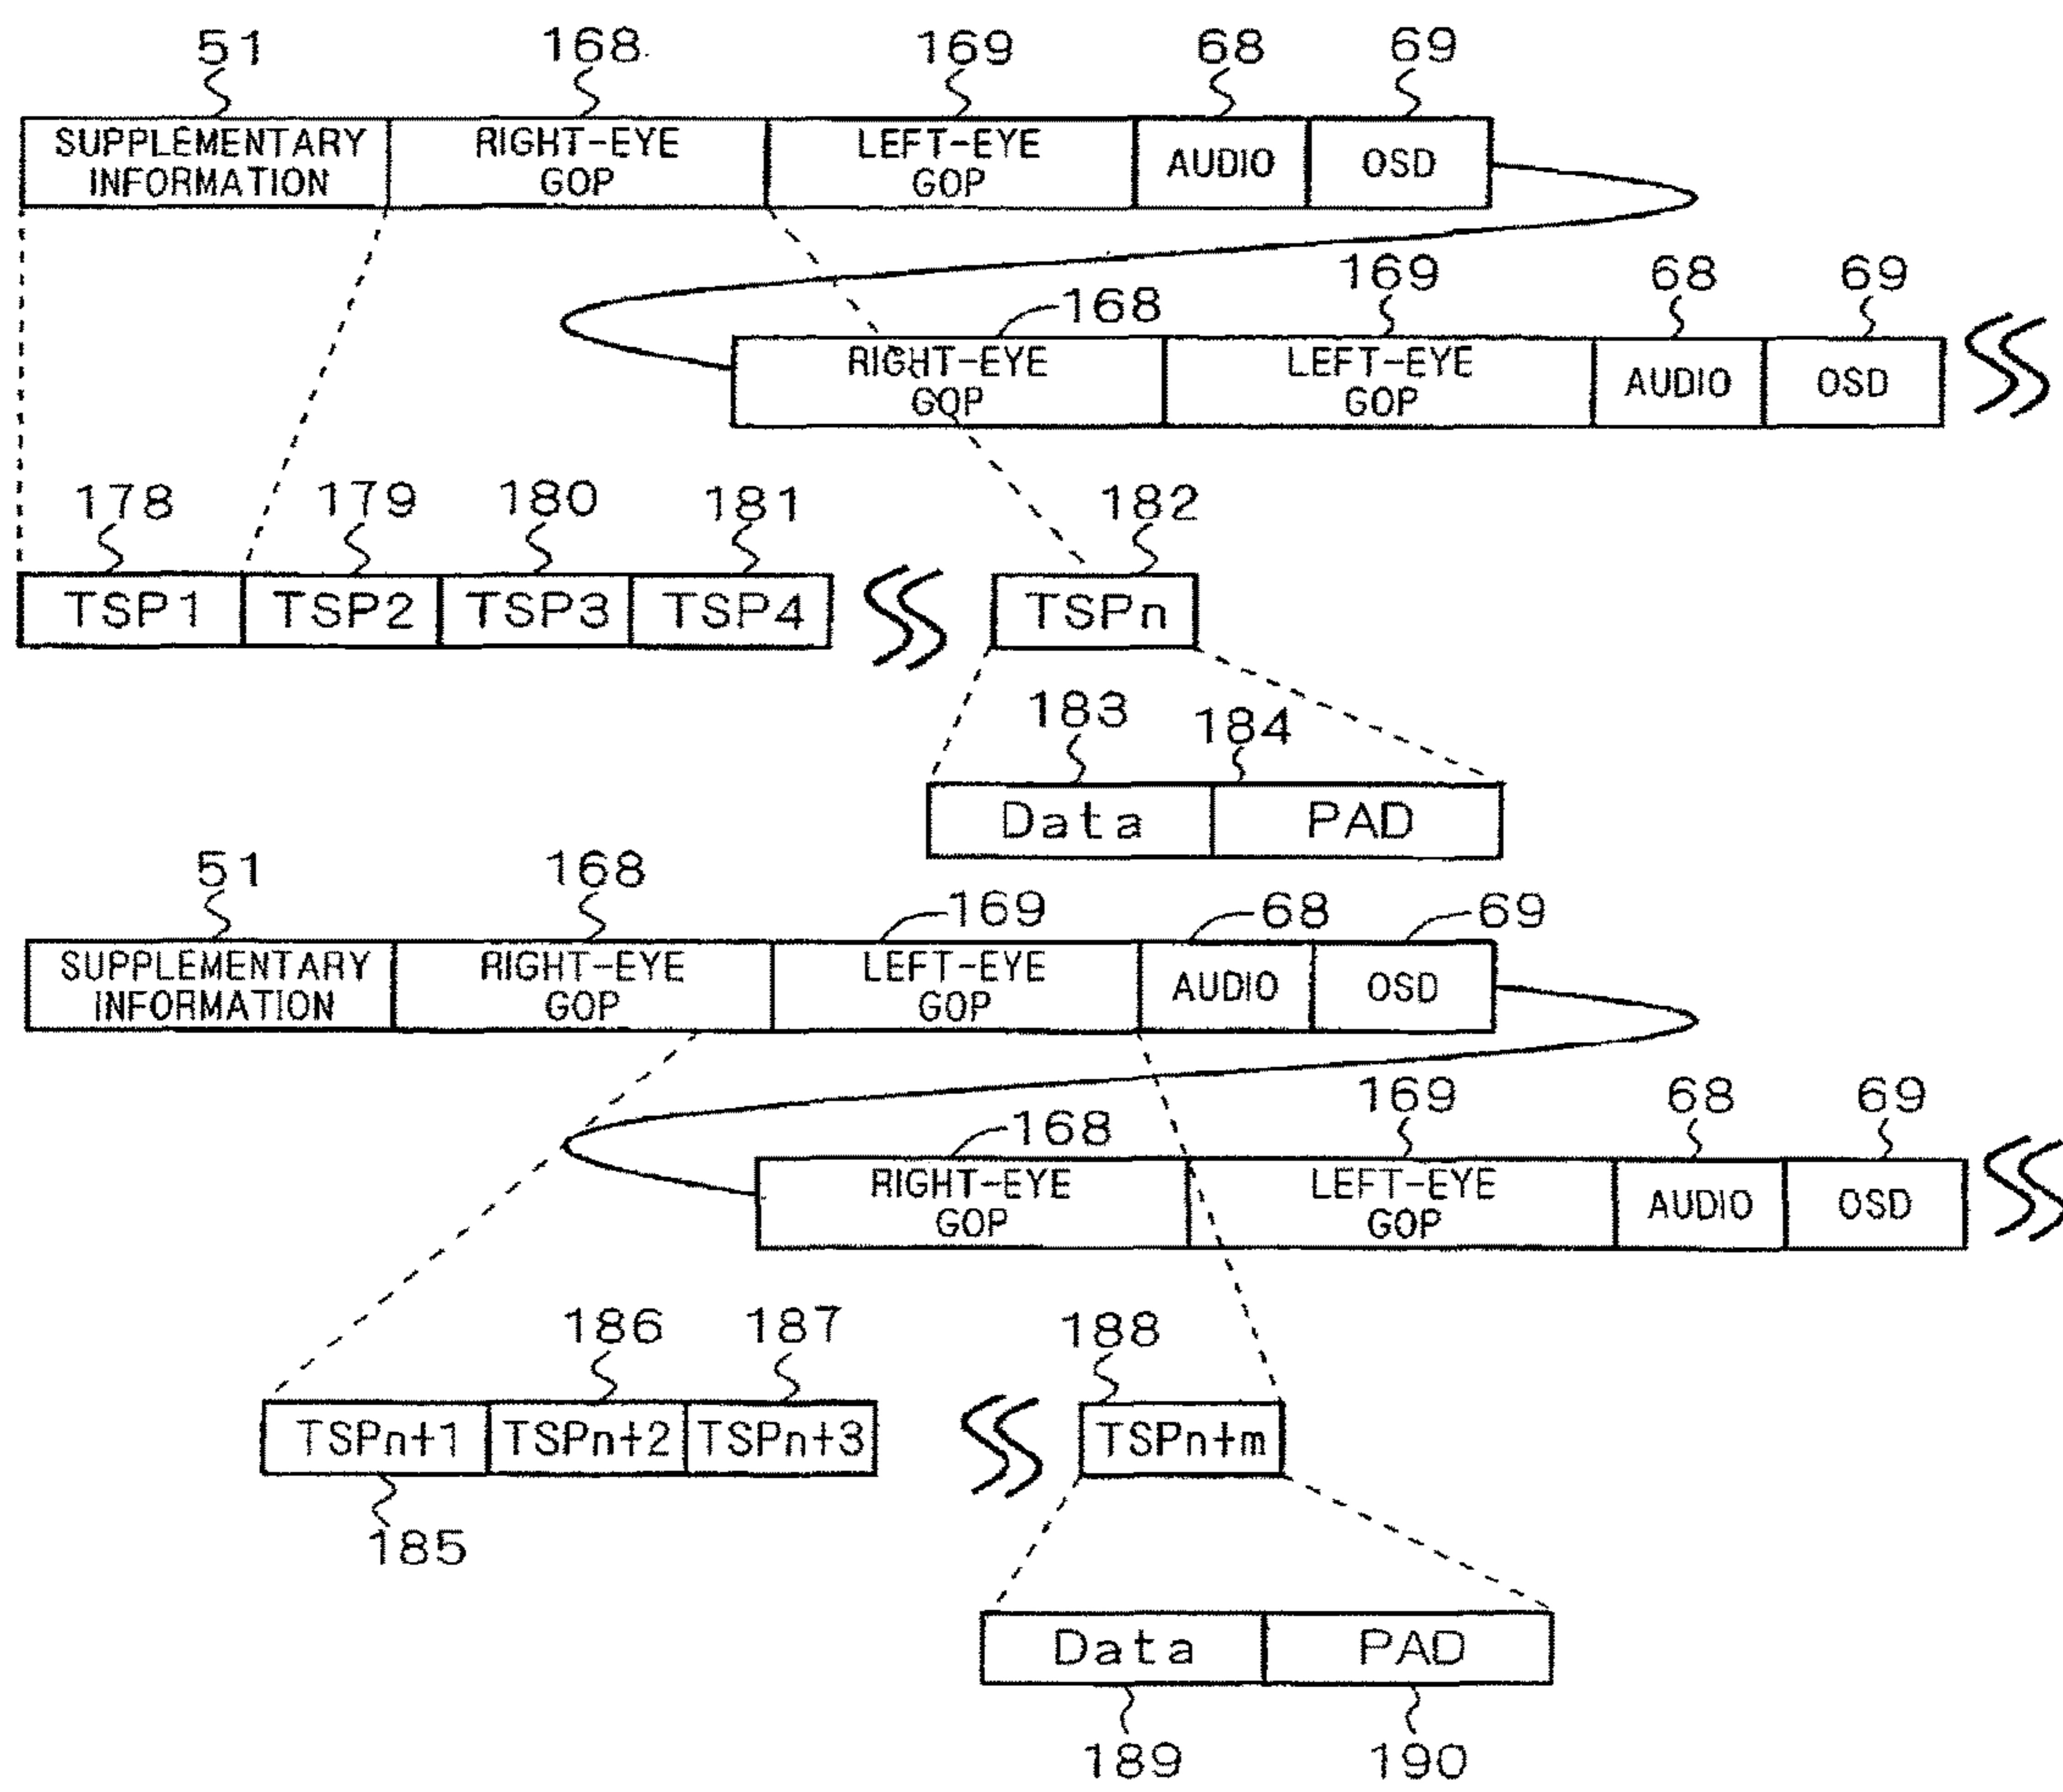 51 168 169 68 69
SUPPLEMENTARY INFORMATION RIGHT-EYE GOP LEFT-EYE GOP AUDIO OSD
168 169 68 69
RIGHT-EYE GOP LEFT-EYE GOP AUDIO OSD
178 179 180 181 182
TSP1 TSP2 TSP3 TSP4 TSPn
183 184
Data PAD
51 168 169 68 69
SUPPLEMENTARY INFORMATION RIGHT-EYE GOP LEFT-EYE GOP AUDIO OSD
168 169 68 69
RIGHT-EYE GOP LEFT-EYE GOP AUDIO OSD
186 187 188
TSPn+1 TSPn+2 TSPn+3 TSPn+m
185
Data PAD
189 190